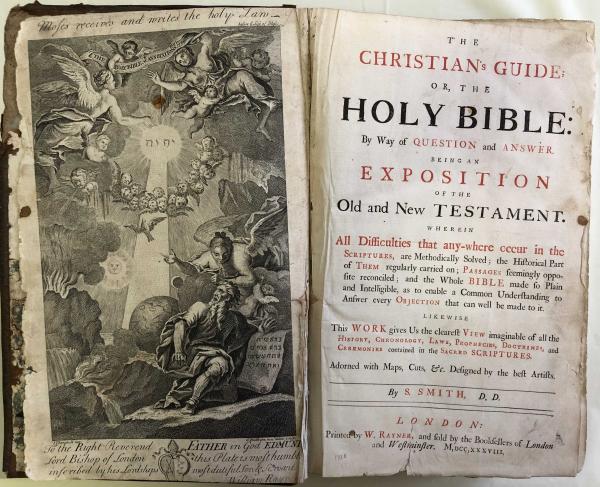 Moses receives and writes the holy Law
יהוה
To the Right Reverend FATHER in God EDMUND
Lord Bishop of London this Plate is most humbly
inscribed by his Lordships most dutiful
William
THE
CHRISTIAN's GUIDE:
OR, THE
HOLY BIBLE:
By Way of QUESTION and ANSWER.
BEING AN
EXPOSITION
OF THE
Old and New TESTAMENT.
WHEREIN
All Difficulties that any-where occur in the
SCRIPTURES, are Methodically Solved; the Historical Part
of THEM regularly carried on; PASSAGES ſeemingly oppo-
ſite reconciled; and the Whole BIBLE made ſo Plain
and Intelligible, as to enable a Common Underſtanding to
Anſwer every OBJECTION that can well be made to it.
LIKEWISE
This WORK gives Us the cleareſt VIEW imaginable of all the
HISTORY, CHRONOLOGY, LAWS, PROPHECIES, DOCTRINES, and
CEREMONIES contained in the SACRED SCRIPTURES.
Adorned with Maps, Cuts, &c. Deſigned by the beſt Artiſts.
By S. SMITH, D. D.
LONDON:
Printed by W. RAYNER, and ſold by the Bookſellers of London
and Weſtminſter. M,DCC,XXXVIII.
1738